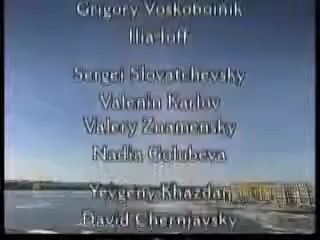 Grigory Voskoboinik
Ilia Ioff
Sergei Slovatchevsky
Valentin Karlov
Valery Znamensky
Nadia Golubeva
Yevgeny Khazdan
David Chernjavsky